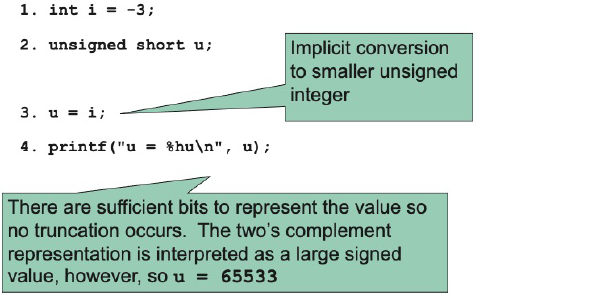 1. int i = -3;
2. unsigned short u;
Implicit conversion
to smaller unsigned
integer
3. u = i;
4. printf("u = %hu\n", u);
There are sufficient bits to represent the value so
no truncation occurs. The two's complement
representation is interpreted as a large signed
value, however, so u = 65533